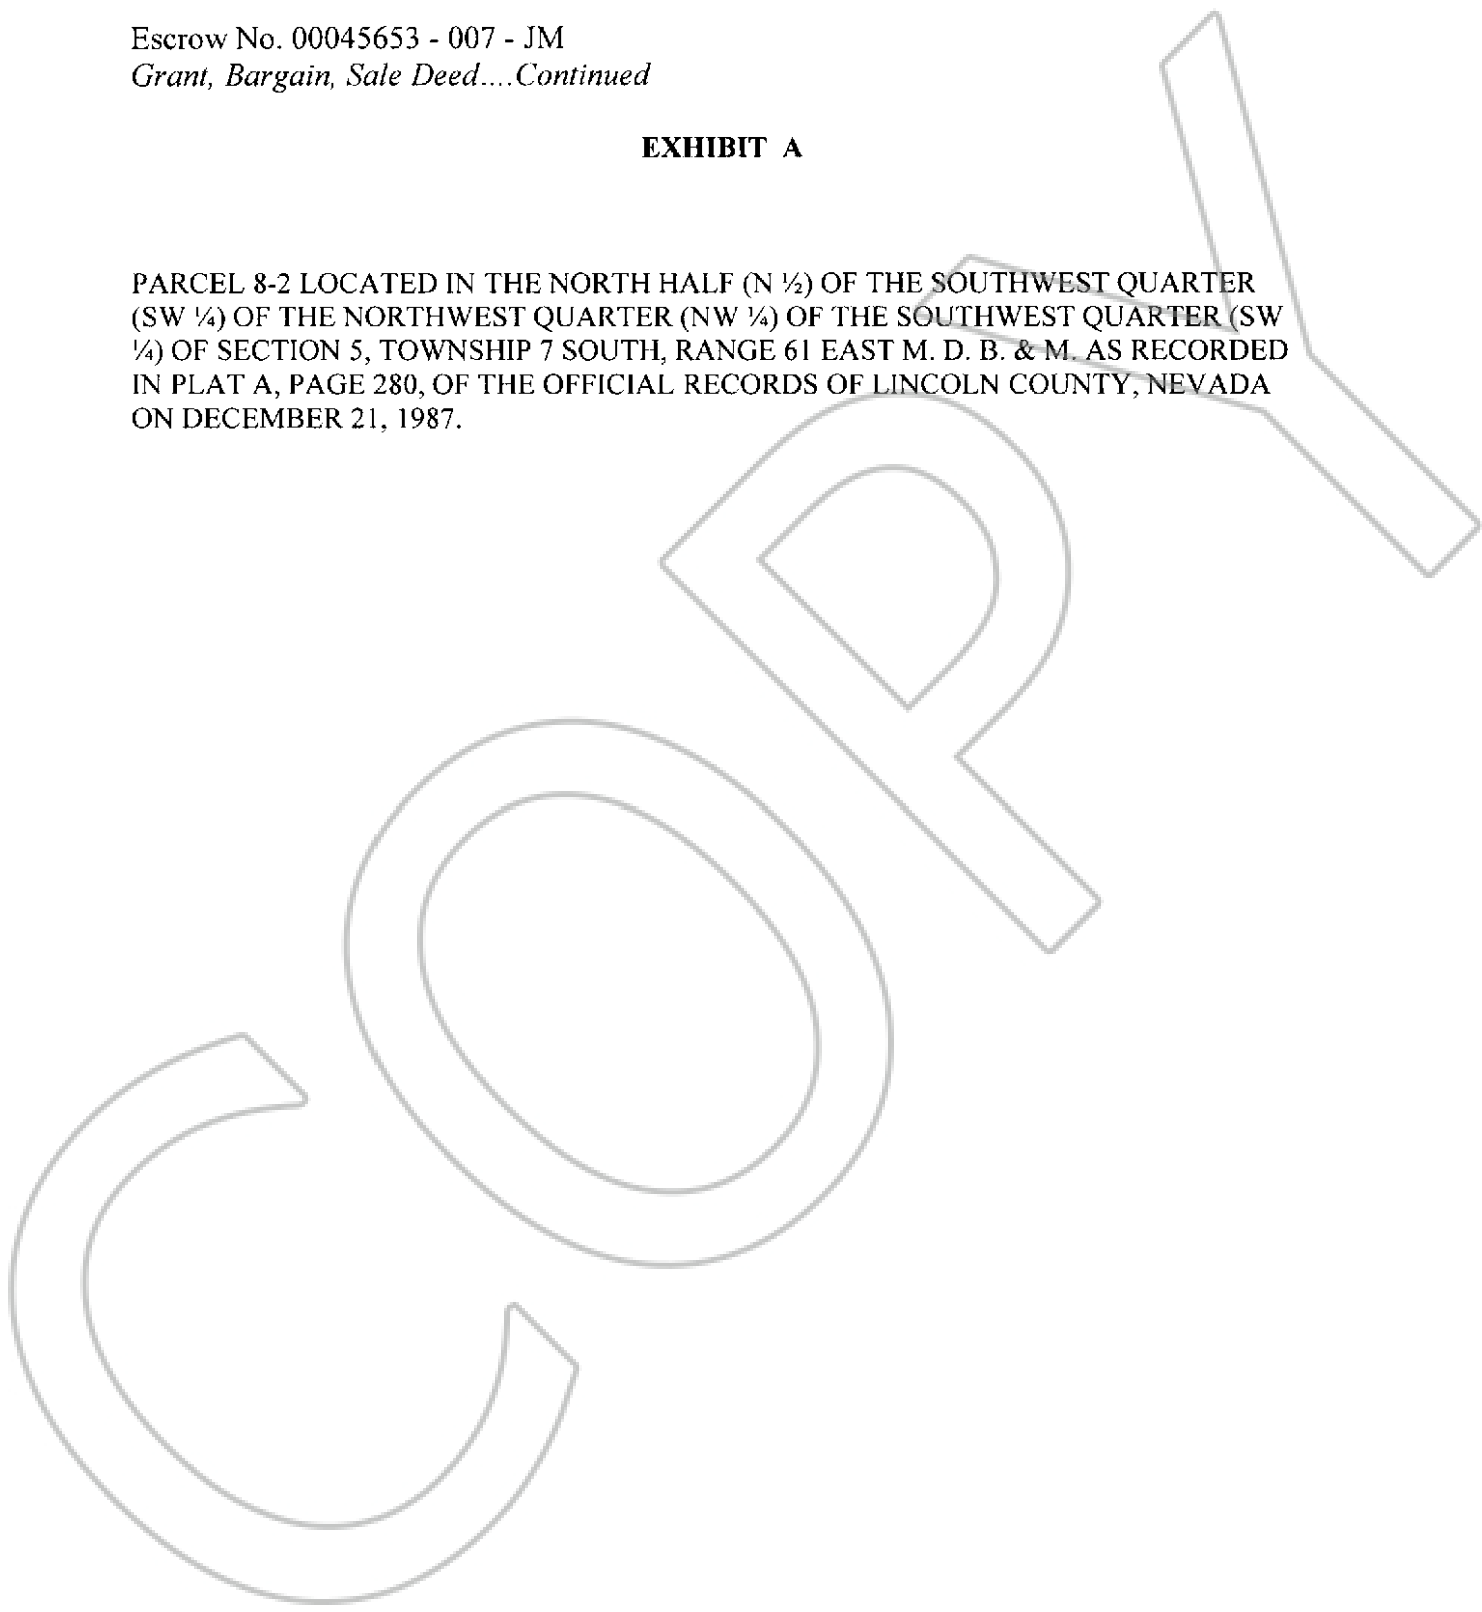 Escrow No. 00045653 - 007 - JM
Grant, Bargain, Sale Deed....Continued
EXHIBIT A
PARCEL 8-2 LOCATED IN THE NORTH HALF (N ½) OF THE SOUTHWEST QUARTER
(SW ¼) OF THE NORTHWEST QUARTER (NW ¼) OF THE SOUTHWEST QUARTER (SW
¼) OF SECTION 5, TOWNSHIP 7 SOUTH, RANGE 61 EAST M. D. B. & M. AS RECORDED
IN PLAT A, PAGE 280, OF THE OFFICIAL RECORDS OF LINCOLN COUNTY, NEVADA
ON DECEMBER 21, 1987.
COPY